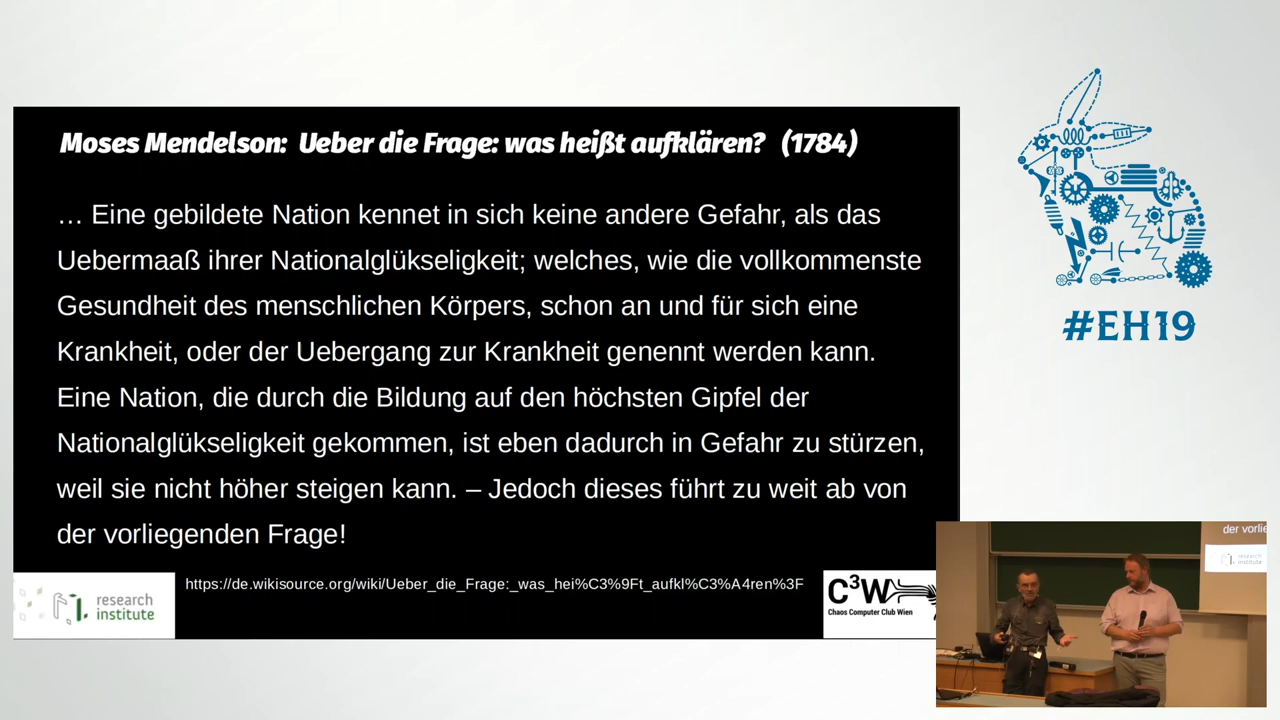 Moses Mendelson: Ueber die Frage: was heißt aufklären? (1784)
… Eine gebildete Nation kennet in sich keine andere Gefahr, als das
Uebermaaß ihrer Nationalglükseligkeit; welches, wie die vollkommenste
Gesundheit des menschlichen Körpers, schon an und für sich eine
Krankheit, oder der Uebergang zur Krankheit genennt werden kann.
Eine Nation, die durch die Bildung auf den höchsten Gipfel der
Nationalglükseligkeit gekommen, ist eben dadurch in Gefahr zu stürzen,
weil sie nicht höher steigen kann. – Jedoch dieses führt zu weit ab von
der vorliegenden Frage!
https://de.wikisource.org/wiki/Ueber_die_Frage:_was_hei%C3%9Ft_aufkl%C3%A4ren%3F
research
institute
C³W
Chaos Computer Club Wien
#EH19
der vorlie
research
institute